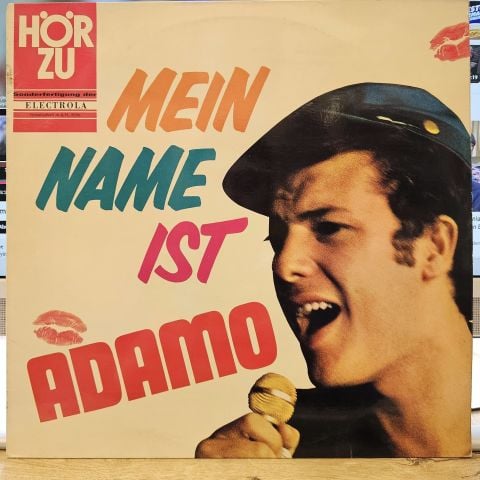 HÖR
ZU
Sonderfertigung der
ELECTROLA
MEIN
NAME
IST
ADAMO